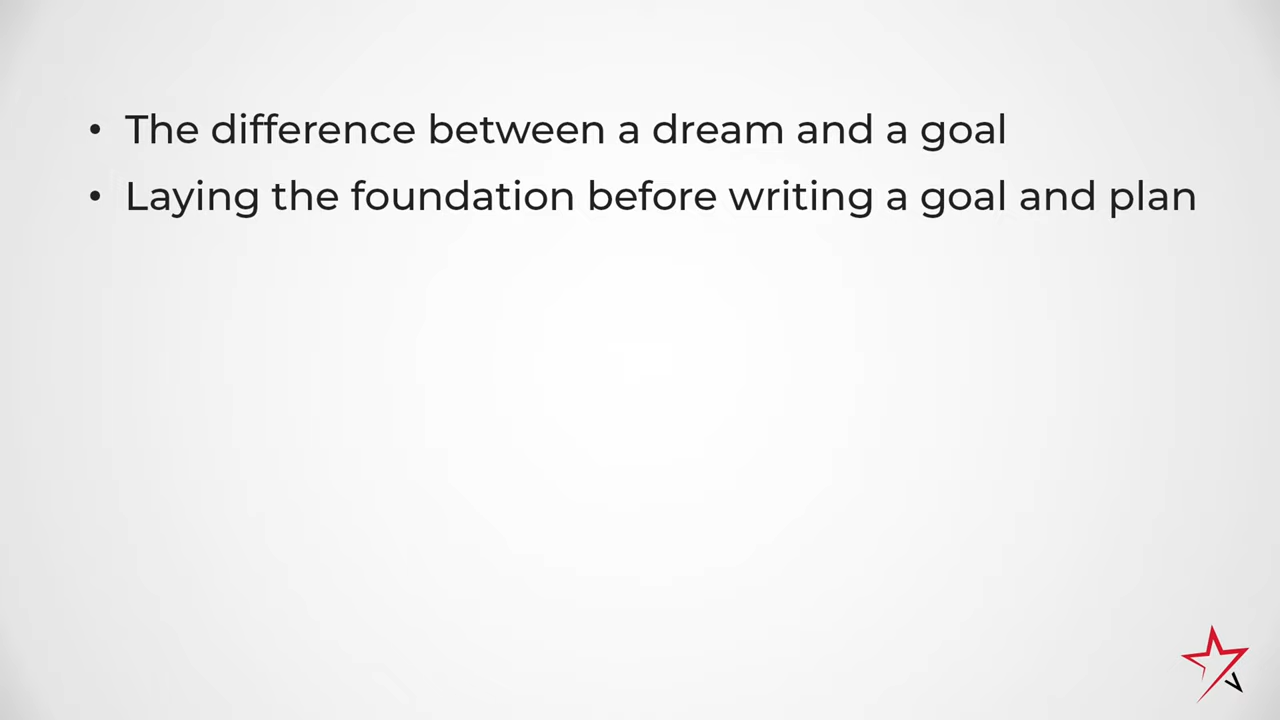 • The difference between a dream and a goal
• Laying the foundation before writing a goal and plan